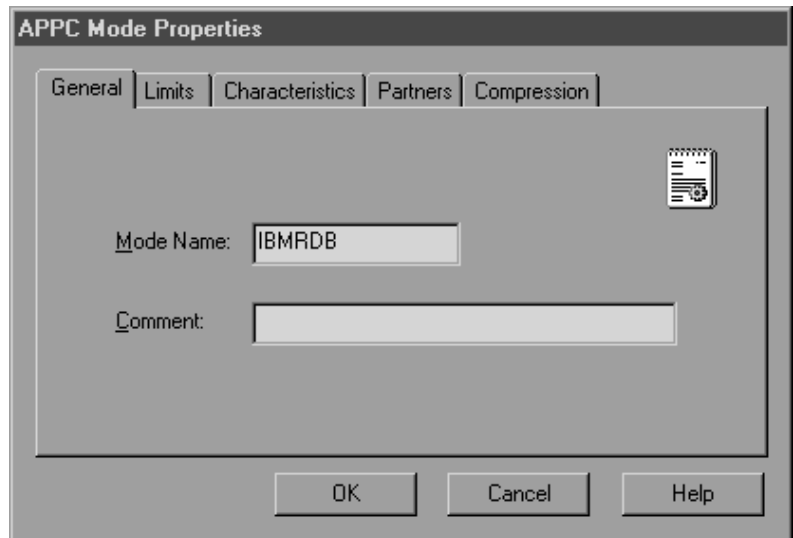 APPC Mode Properties
General Limits Characteristics Partners Compression
Mode Name: IBMRDB
Comment:
OK Cancel Help